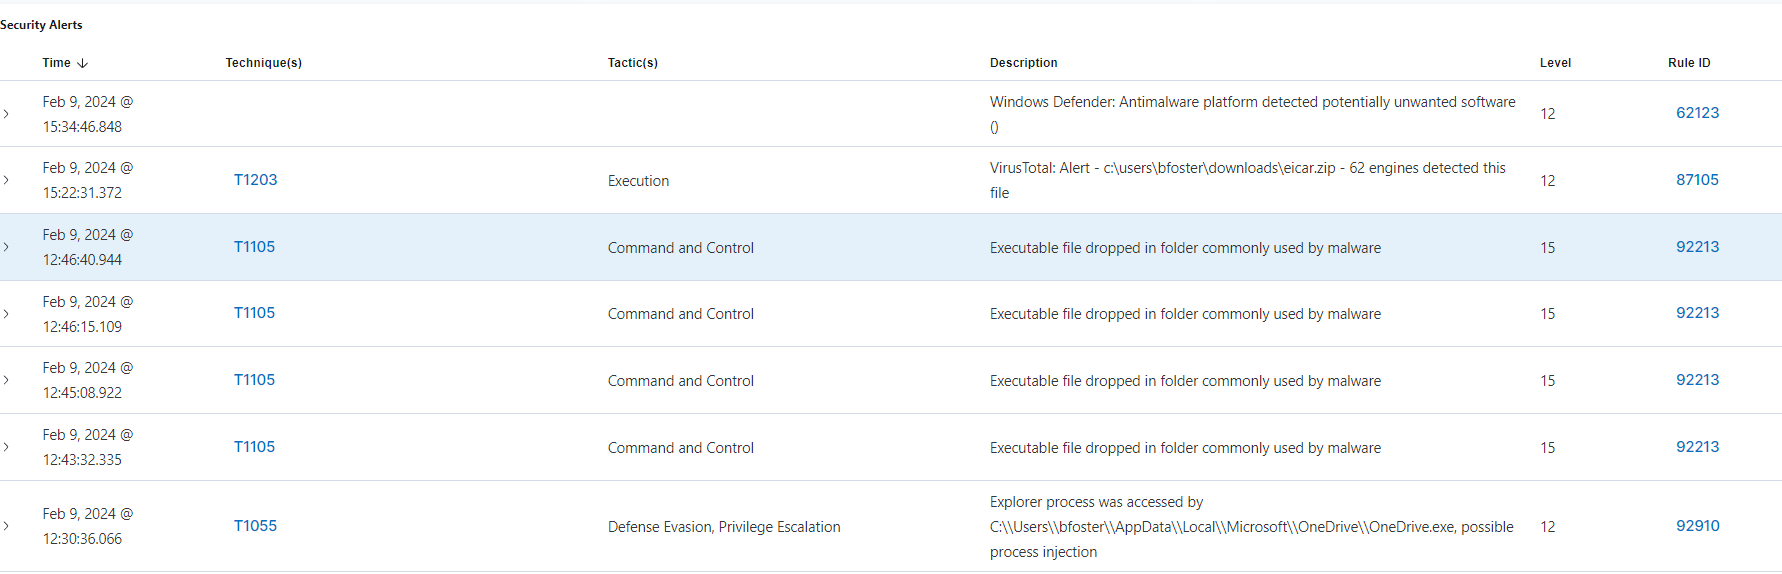 Security Alerts
Time ↓ Technique(s) Tactic(s) Description Level Rule ID
Feb 9, 2024 @
15:34:46.848
Windows Defender: Antimalware platform detected potentially unwanted software
()
12
62123
Feb 9, 2024 @
15:22:31.372
T1203
Execution
VirusTotal: Alert - c:\users\bfoster\downloads\eicar.zip - 62 engines detected this
file
12
87105
Feb 9, 2024 @
12:46:40.944
T1105
Command and Control
Executable file dropped in folder commonly used by malware
15
92213
Feb 9, 2024 @
12:46:15.109
T1105
Command and Control
Executable file dropped in folder commonly used by malware
15
92213
Feb 9, 2024 @
12:45:08.922
T1105
Command and Control
Executable file dropped in folder commonly used by malware
15
92213
Feb 9, 2024 @
12:43:32.335
T1105
Command and Control
Executable file dropped in folder commonly used by malware
15
92213
Feb 9, 2024 @
12:30:36.066
T1055
Defense Evasion, Privilege Escalation
Explorer process was accessed by
C:\\Users\\bfoster\\AppData\\Local\\Microsoft\\OneDrive\\OneDrive.exe, possible
process injection
12
92910